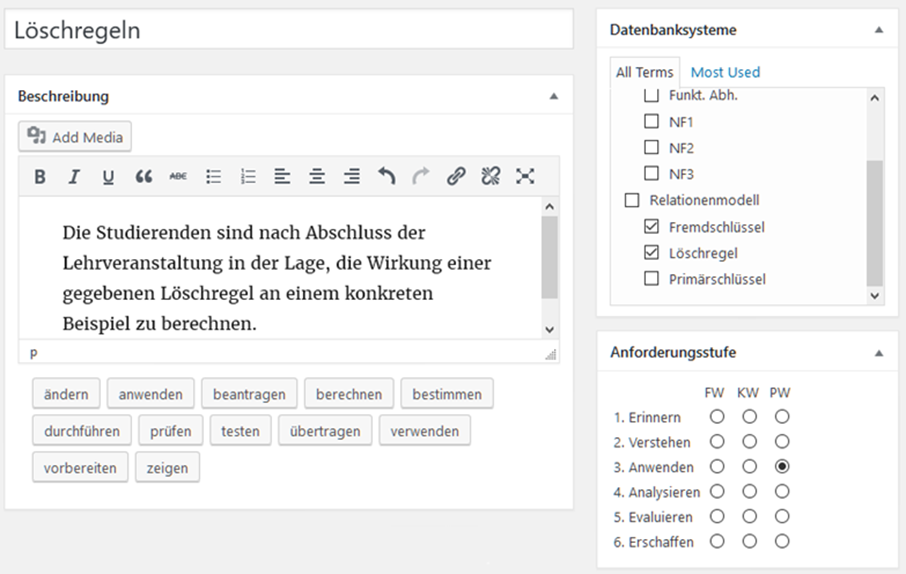 Löschregeln
Beschreibung
Add Media
B I U ABC
Die Studierenden sind nach Abschluss der
Lehrveranstaltung in der Lage, die Wirkung einer
gegebenen Löschregel an einem konkreten
Beispiel zu berechnen.
p
ändern anwenden beantragen berechnen bestimmen
durchführen prüfen testen übertragen verwenden
vorbereiten zeigen
Datenbanksysteme
All Terms Most Used
Funkt. Abh.
NF1
NF2
NF3
Relationenmodell
Fremdschlüssel
Löschregel
Primärschlüssel
Anforderungsstufe
FW KW PW
1. Erinnern
2. Verstehen
3. Anwenden
4. Analysieren
5. Evaluieren
6. Erschaffen